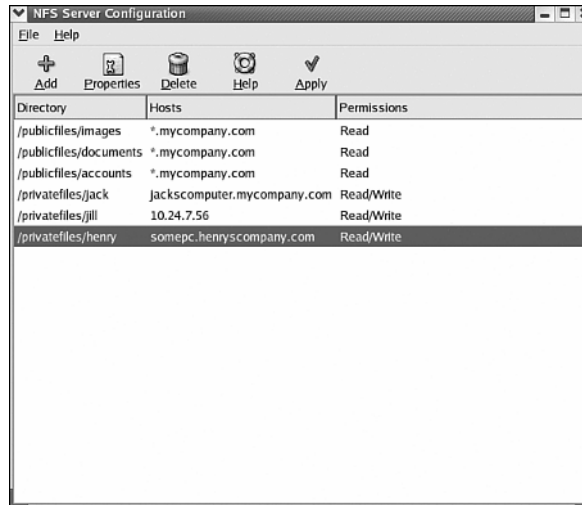 NFS Server Configuration
File Help
Add Properties Delete Help Apply
Directory Hosts Permissions
/publicfiles/images *.mycompany.com Read
/publicfiles/documents *.mycompany.com Read
/publicfiles/accounts *.mycompany.com Read
/privatefiles/jack jackscomputer.mycompany.com Read/Write
/privatefiles/jill 10.24.7.56 Read/Write
/privatefiles/henry somepc.henryscompany.com Read/Write